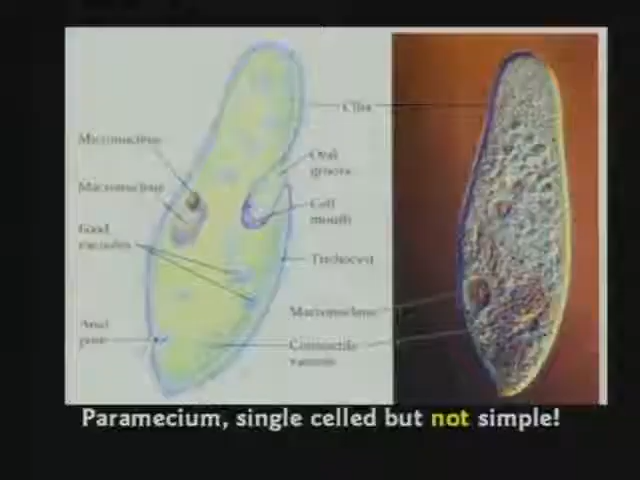 Cilia
Micronucleus
Oral
groove
Macronucleus
Cell
mouth
Food
vacuoles
Trichocyst
Macronucleus
Anal
pore
Contractile
vacuole
Paramecium, single celled but not simple!